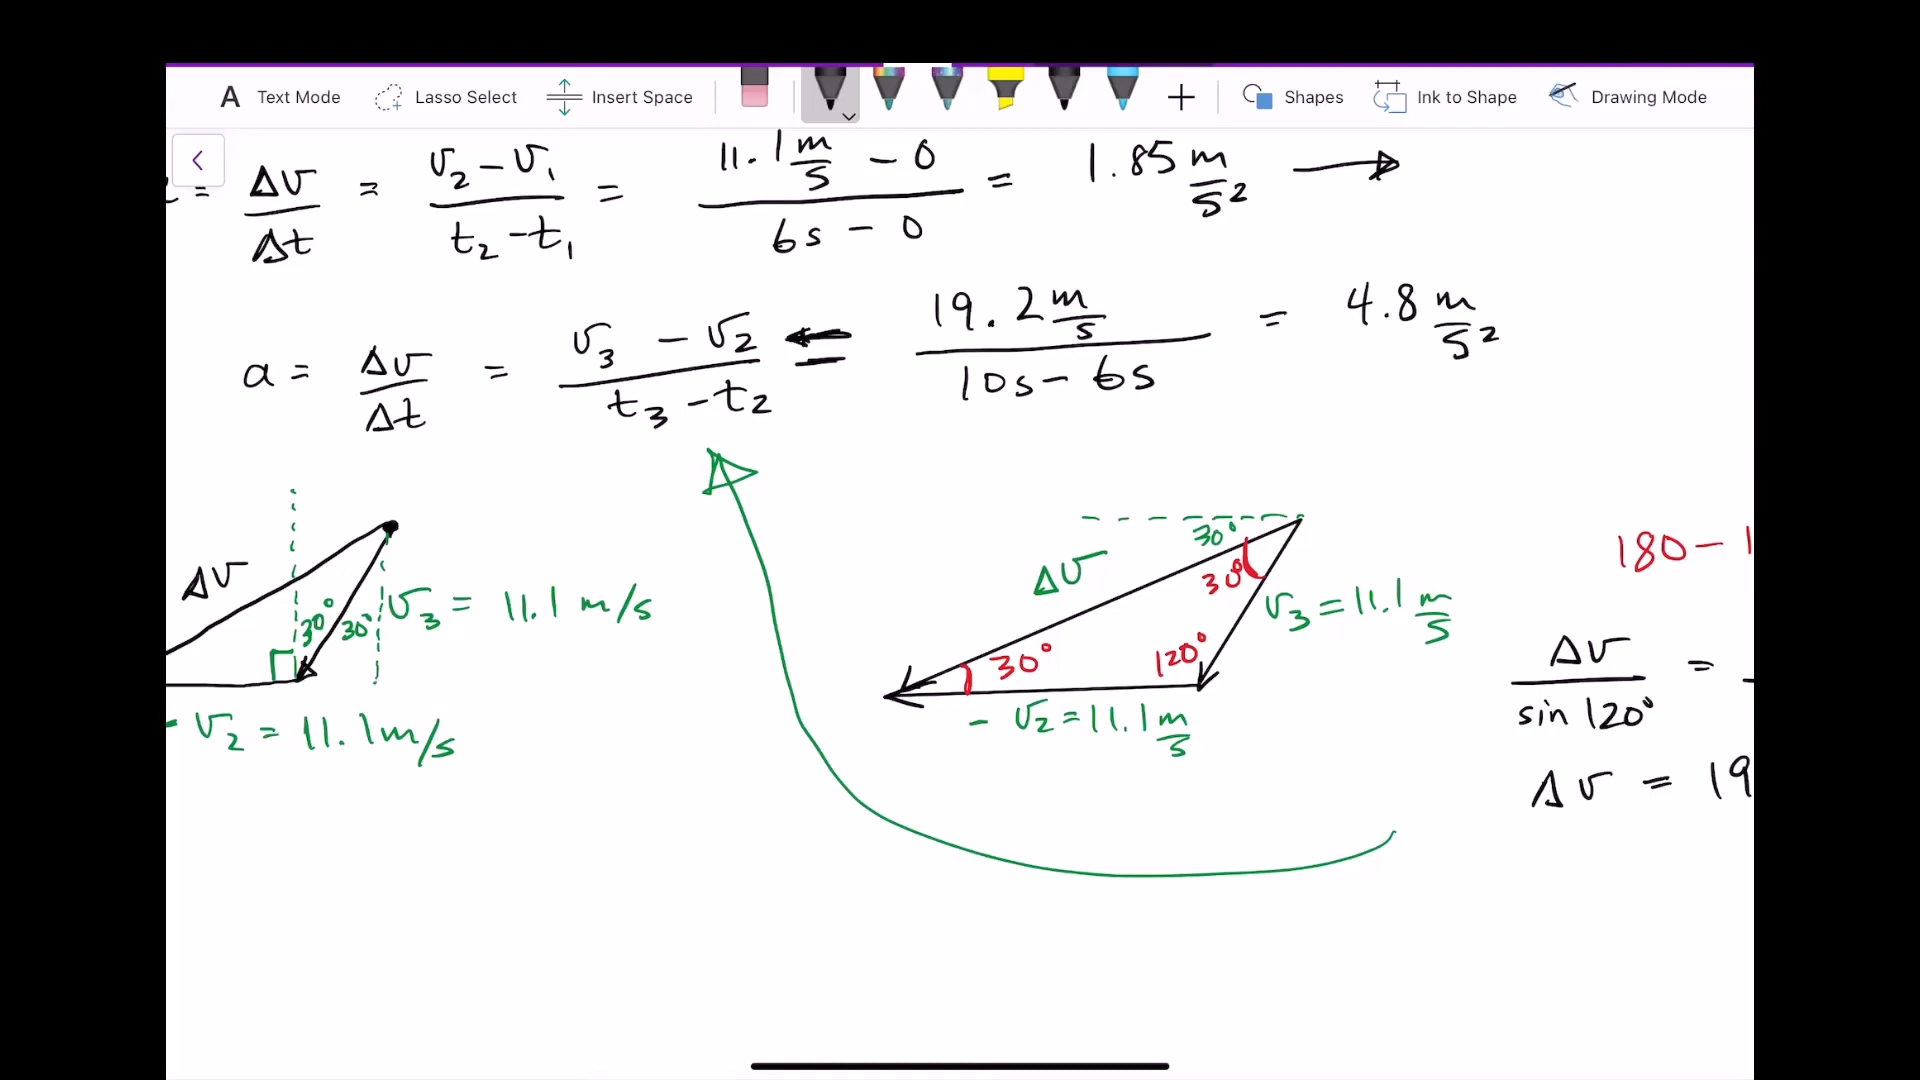 A Text Mode Lasso Select Insert Space Shapes Ink to Shape Drawing Mode
= Δv/Δt = (v₂ - v₁)/(t₂ - t₁) = (11.1 m/s - 0)/(6s - 0) = 1.85 m/s² →
a = Δv/Δt = (v₃ - v₂)/(t₃ - t₂) = (19.2 m/s)/(10s - 6s) = 4.8 m/s²
Δv
30° 30°
v₃ = 11.1 m/s
- v₂ = 11.1 m/s
30°
Δv
30°
v₃ = 11.1 m/s
30°
120°
- v₂ = 11.1 m/s
180 - 1
Δv/sin 120° =
Δv = 19